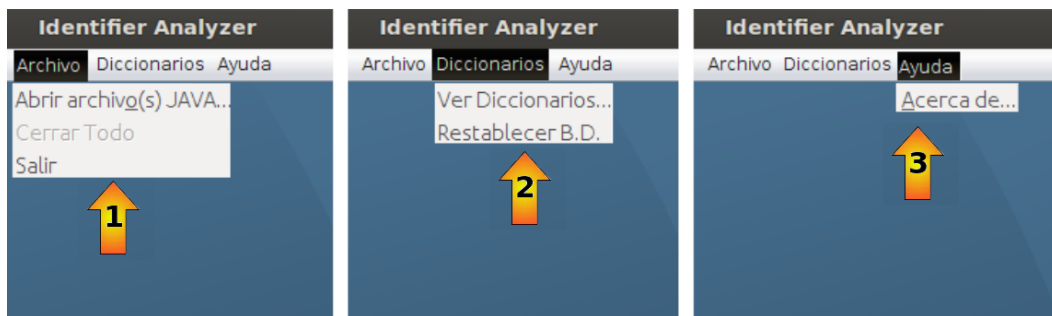 Identifier Analyzer
Archivo Diccionarios Ayuda
Abrir archivo(s) JAVA...
Cerrar Todo
Salir
1
Identifier Analyzer
Archivo Diccionarios Ayuda
Ver Diccionarios...
Restablecer B.D.
2
Identifier Analyzer
Archivo Diccionarios Ayuda
Acerca de...
3